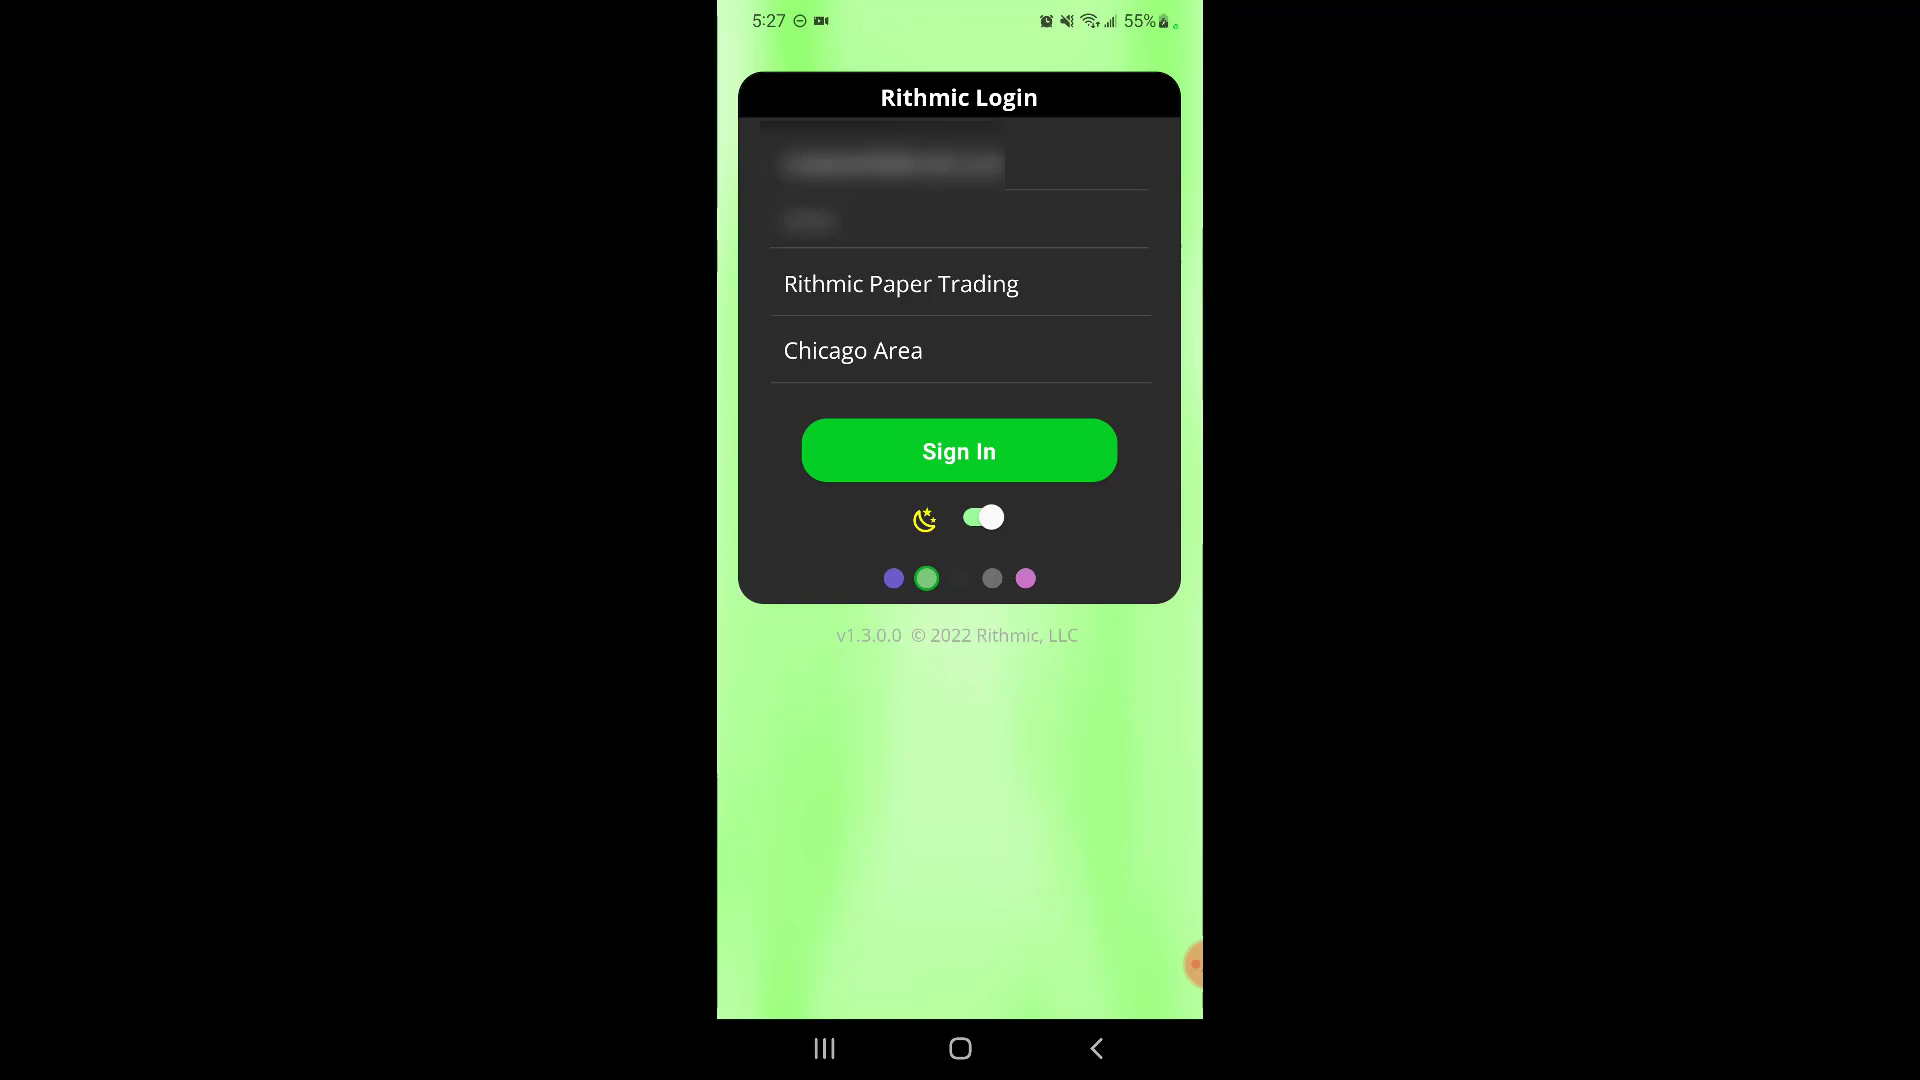 5:27
55%
Rithmic Login
Rithmic Paper Trading
Chicago Area
Sign In
v1.3.0.0 © 2022 Rithmic, LLC